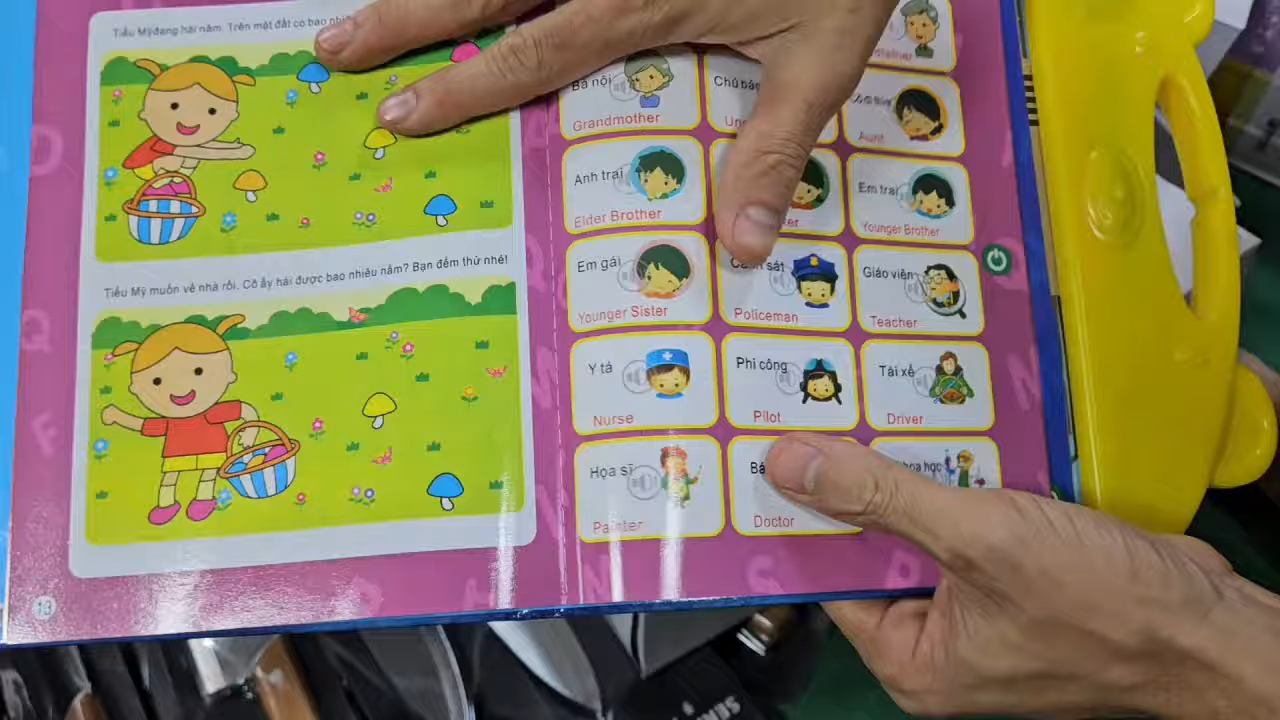 Tiểu Mỹ đang hái nấm. Trên mặt đất có bao
Tiểu Mỹ muốn về nhà rồi. Cô ấy hái được bao nhiêu nấm? Bạn đếm thử nhé!
13
Bà nội
Grandmother
Chú
Aunt
Anh trai
Elder Brother
Em trai
Younger Brother
Em gái
Younger Sister
sát
Policeman
Giáo viên
Teacher
Y tá
Nurse
Phi công
Pilot
Tài xế
Driver
Họa sĩ
Painter
Doctor
học